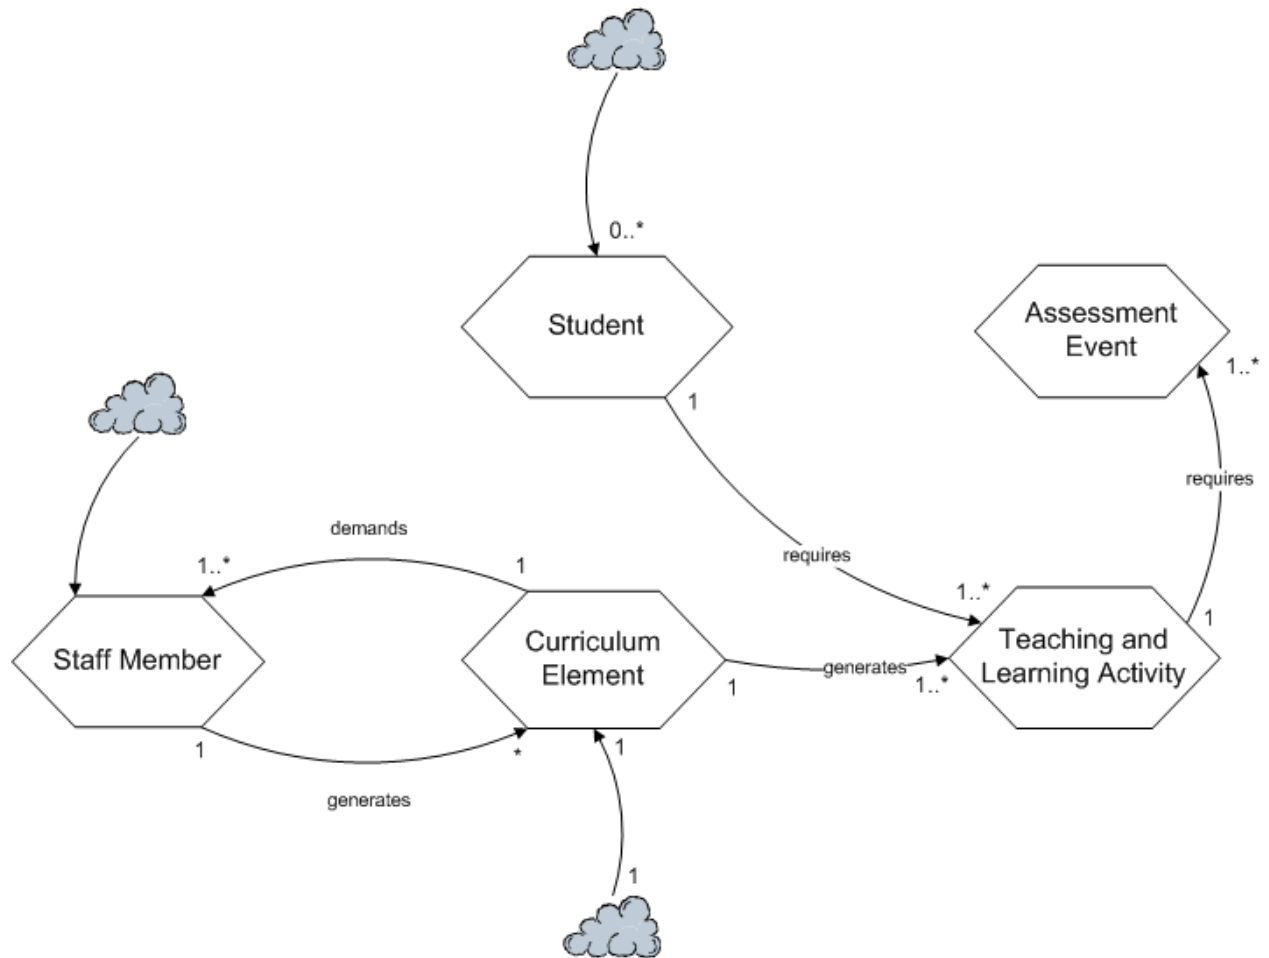 0..*
Student
Assessment
Event
1..*
1
requires
demands
1..*
1
requires
1..*
1
Staff Member
Curriculum
Element
Teaching and
Learning Activity
generates
1
1..*
1
*
1
generates
1